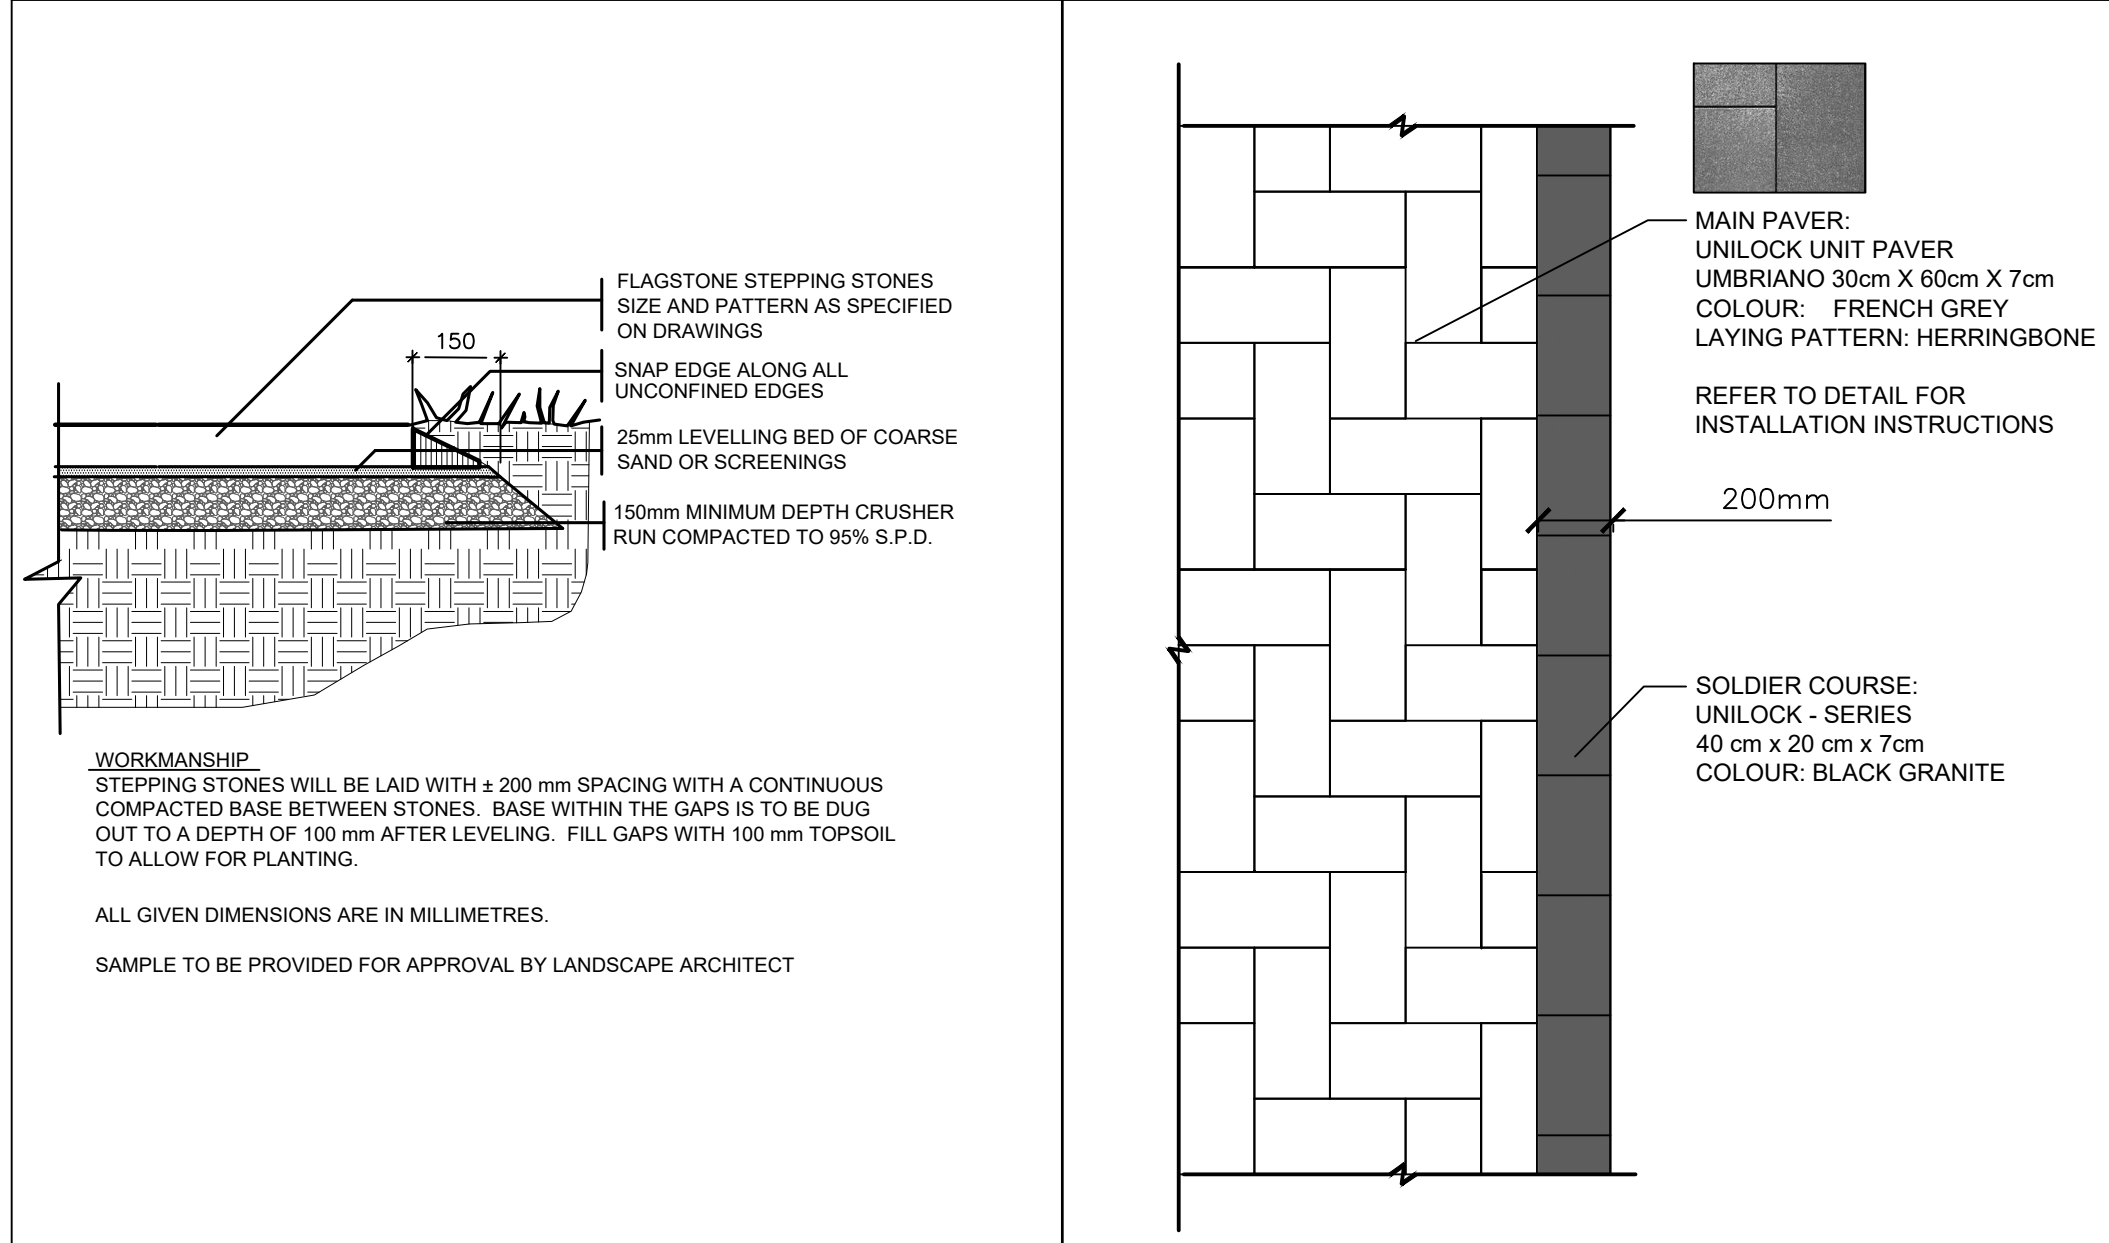 FLAGSTONE STEPPING STONES
SIZE AND PATTERN AS SPECIFIED
ON DRAWINGS
150
SNAP EDGE ALONG ALL
UNCONFINED EDGES
25mm LEVELLING BED OF COARSE
SAND OR SCREENINGS
150mm MINIMUM DEPTH CRUSHER
RUN COMPACTED TO 95% S.P.D.
WORKMANSHIP
STEPPING STONES WILL BE LAID WITH ± 200 mm SPACING WITH A CONTINUOUS
COMPACTED BASE BETWEEN STONES.  BASE WITHIN THE GAPS IS TO BE DUG
OUT TO A DEPTH OF 100 mm AFTER LEVELING.  FILL GAPS WITH 100 mm TOPSOIL
TO ALLOW FOR PLANTING.
ALL GIVEN DIMENSIONS ARE IN MILLIMETRES.
SAMPLE TO BE PROVIDED FOR APPROVAL BY LANDSCAPE ARCHITECT
MAIN PAVER:
UNILOCK UNIT PAVER
UMBRIANO 30cm X 60cm X 7cm
COLOUR:    FRENCH GREY
LAYING PATTERN: HERRINGBONE
REFER TO DETAIL FOR
INSTALLATION INSTRUCTIONS
200mm
SOLDIER COURSE:
UNILOCK - SERIES
40 cm x 20 cm x 7cm
COLOUR: BLACK GRANITE